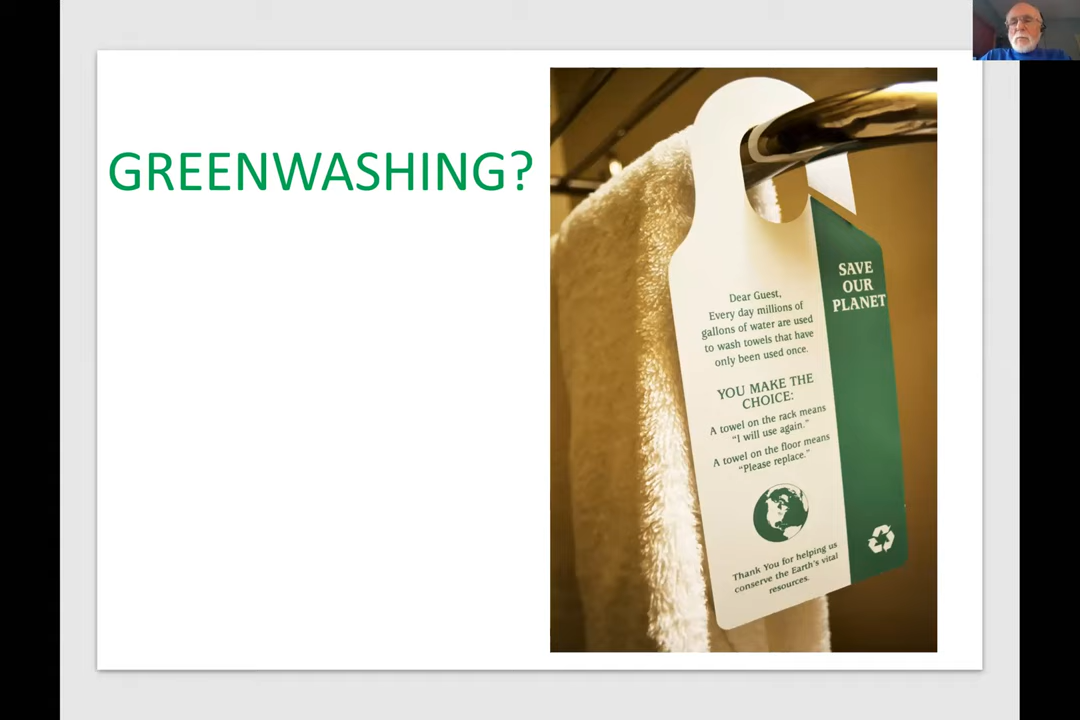 GREENWASHING?
Dear Guest,
Every day millions of
gallons of water are used
to wash towels that have
only been used once.
YOU MAKE THE
CHOICE:
A towel on the rack means
“I will use again.”
A towel on the floor means
“Please replace.”
Thank You for helping us
conserve the Earth's vital
resources.
SAVE
OUR
PLANET